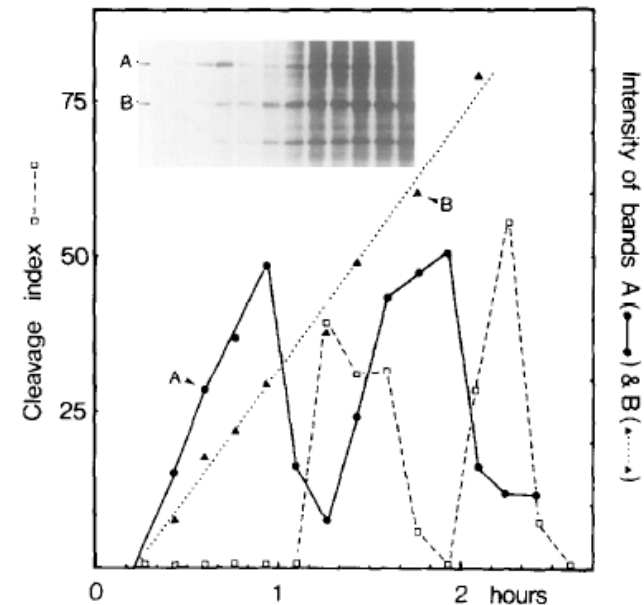 A
B
75
50
25
A
B
0
1
2
hours
Cleavage index
Intensity of bands A ( ) & B ( )